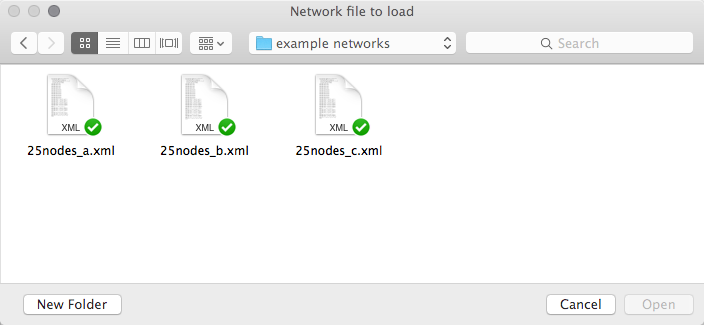 Network file to load
example networks
Search
XML
XML
XML
25nodes_a.xml
25nodes_b.xml
25nodes_c.xml
New Folder
Cancel
Open